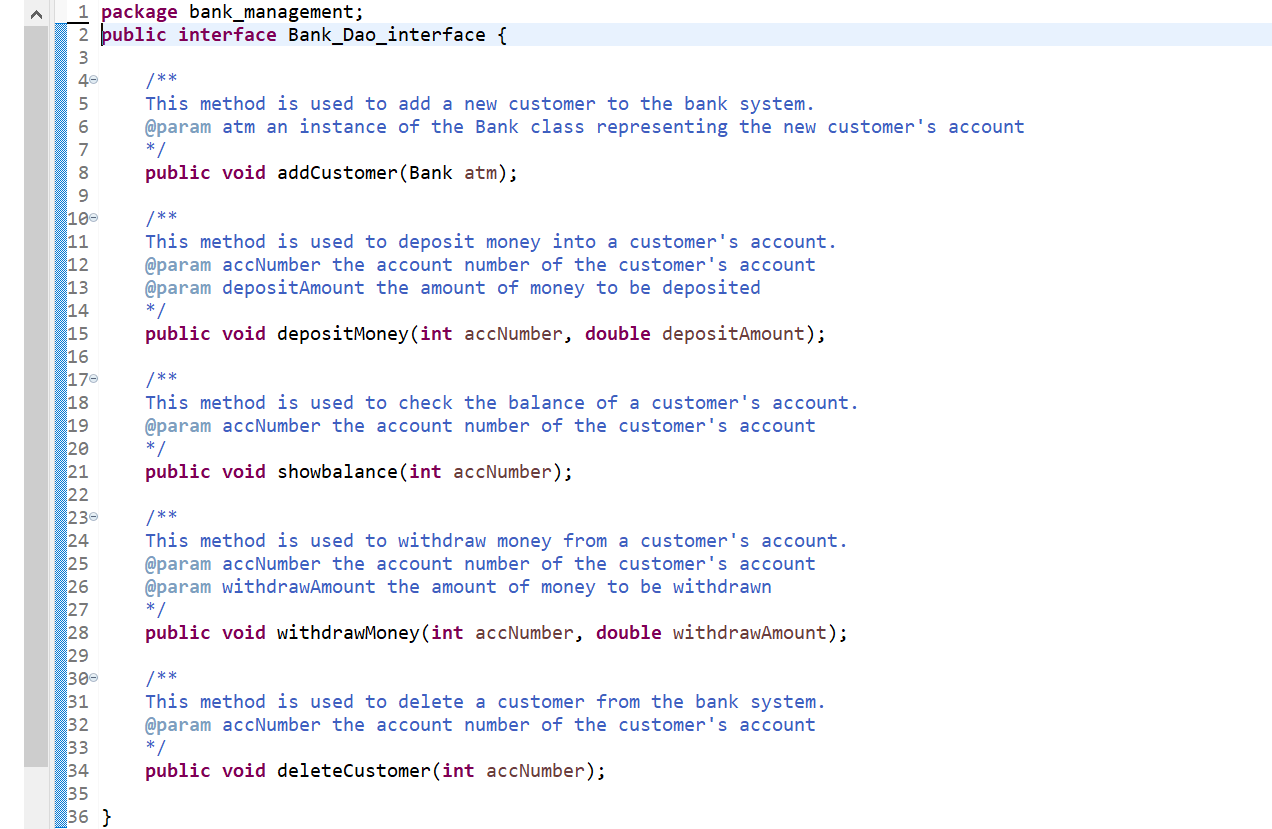 1 package bank_management;
2 public interface Bank_Dao_interface {
3
4 /**
5 This method is used to add a new customer to the bank system.
6 @param atm an instance of the Bank class representing the new customer's account
7 */
8 public void addCustomer(Bank atm);
9
10 /**
11 This method is used to deposit money into a customer's account.
12 @param accNumber the account number of the customer's account
13 @param depositAmount the amount of money to be deposited
14 */
15 public void depositMoney(int accNumber, double depositAmount);
16
17 /**
18 This method is used to check the balance of a customer's account.
19 @param accNumber the account number of the customer's account
20 */
21 public void showbalance(int accNumber);
22
23 /**
24 This method is used to withdraw money from a customer's account.
25 @param accNumber the account number of the customer's account
26 @param withdrawAmount the amount of money to be withdrawn
27 */
28 public void withdrawMoney(int accNumber, double withdrawAmount);
29
30 /**
31 This method is used to delete a customer from the bank system.
32 @param accNumber the account number of the customer's account
33 */
34 public void deleteCustomer(int accNumber);
35
36 }